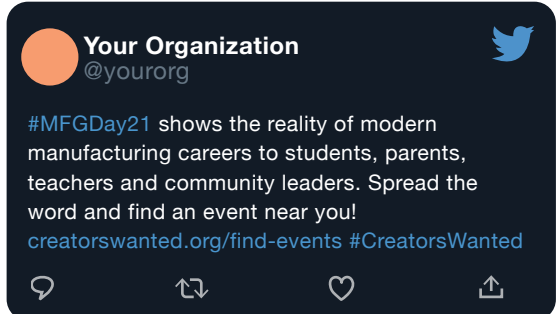 Your Organization
@yourorg
#MFGDay21 shows the reality of modern
manufacturing careers to students, parents,
teachers and community leaders. Spread the
word and find an event near you!
creatorswanted.org/find-events #CreatorsWanted